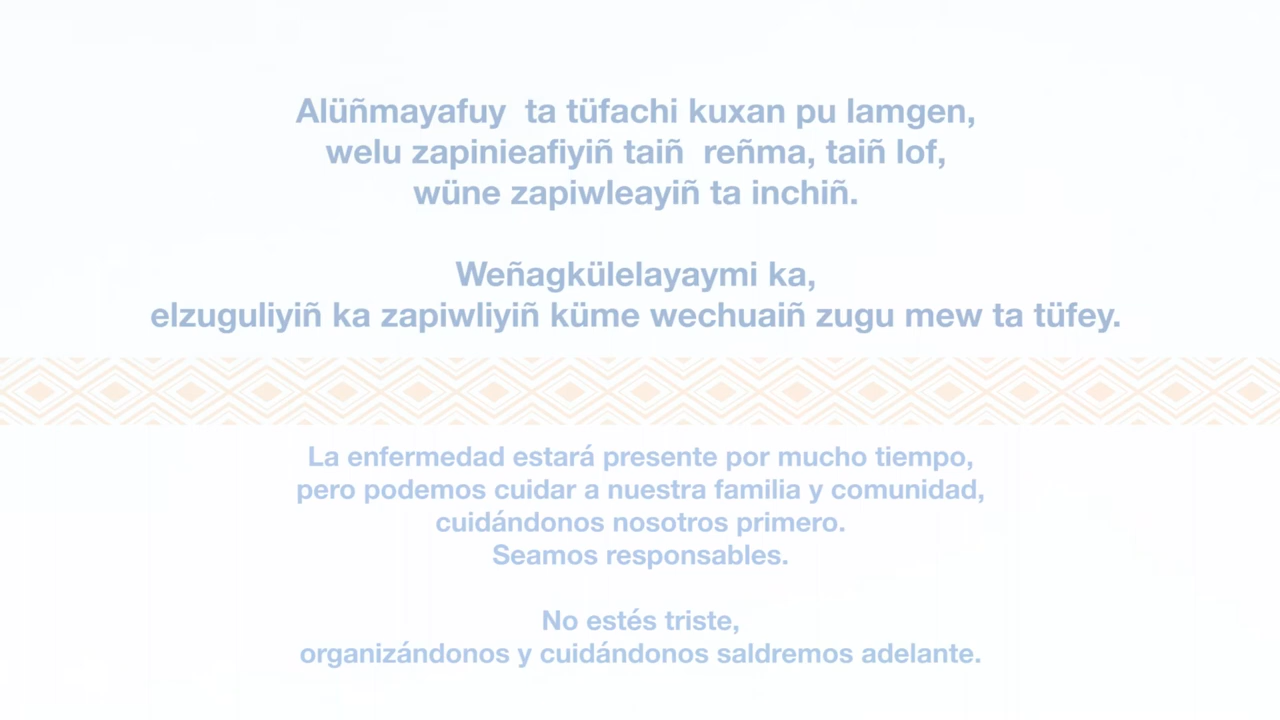 Alüñmayafuy ta tüfachi kuxan pu lamgen,
welu zapinieafiyiñ taiñ reñma, taiñ lof,
wüne zapiwleayiñ ta inchiñ.
Weñagkülelayaymi ka,
elzuguliyiñ ka zapiwliyiñ küme wechuaiñ zugu mew ta tüfey.
La enfermedad estará presente por mucho tiempo,
pero podemos cuidar a nuestra familia y comunidad,
cuidándonos nosotros primero.
Seamos responsables.
No estés triste,
organizándonos y cuidándonos saldremos adelante.